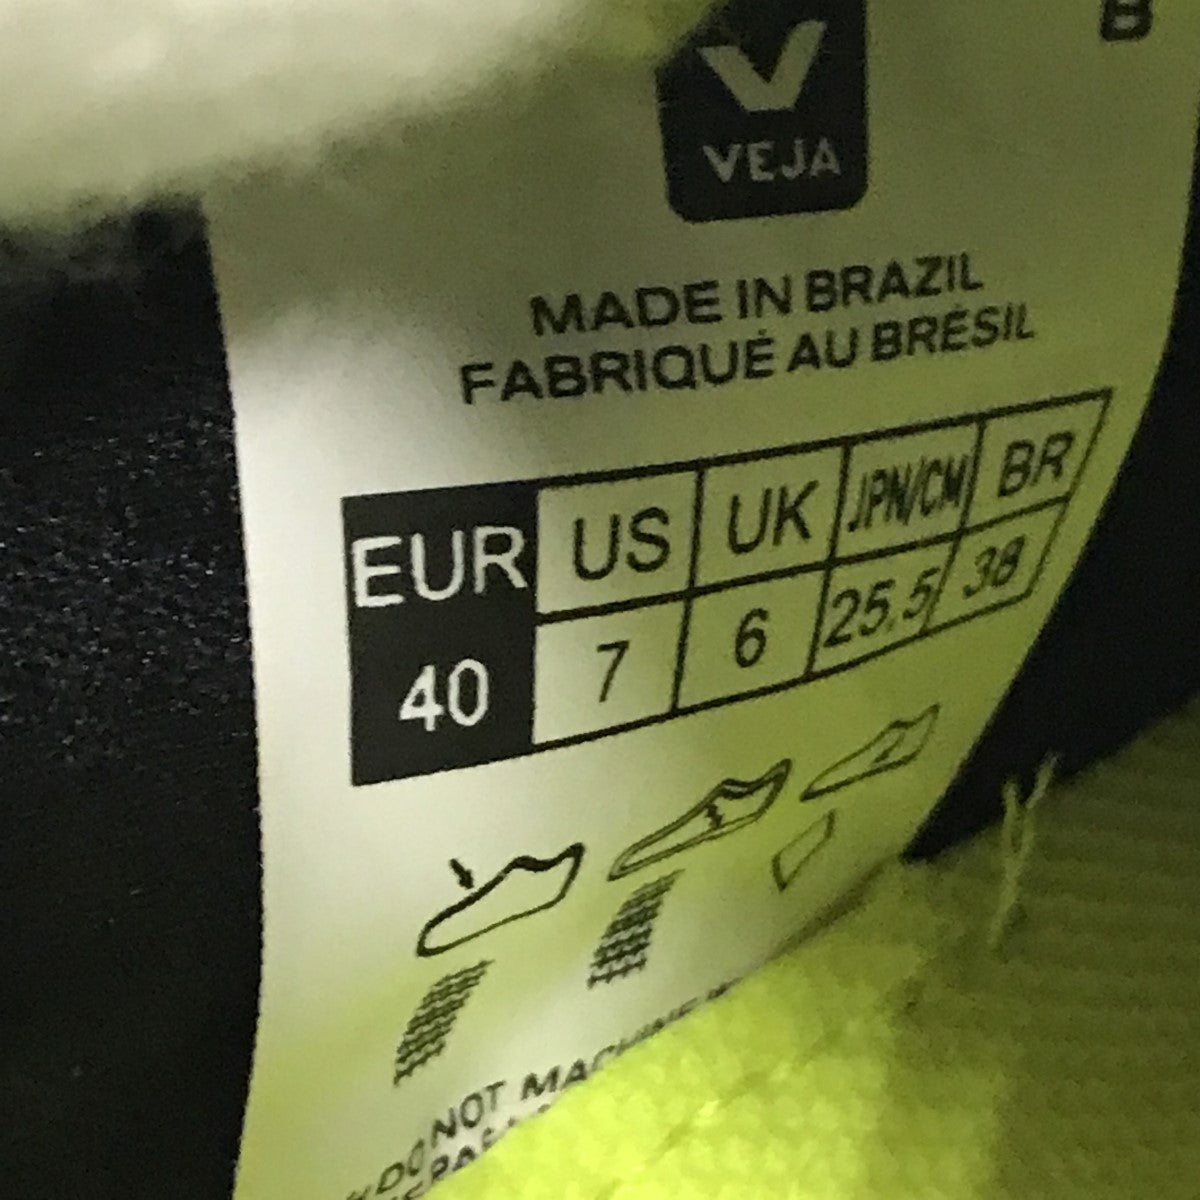 B
V
VEJA
MADE IN BRAZIL
FABRIQUÉ AU BRÉSIL
EUR US UK JPN/CM BR
40 7 6 25.5 38
DO NOT MACHINE